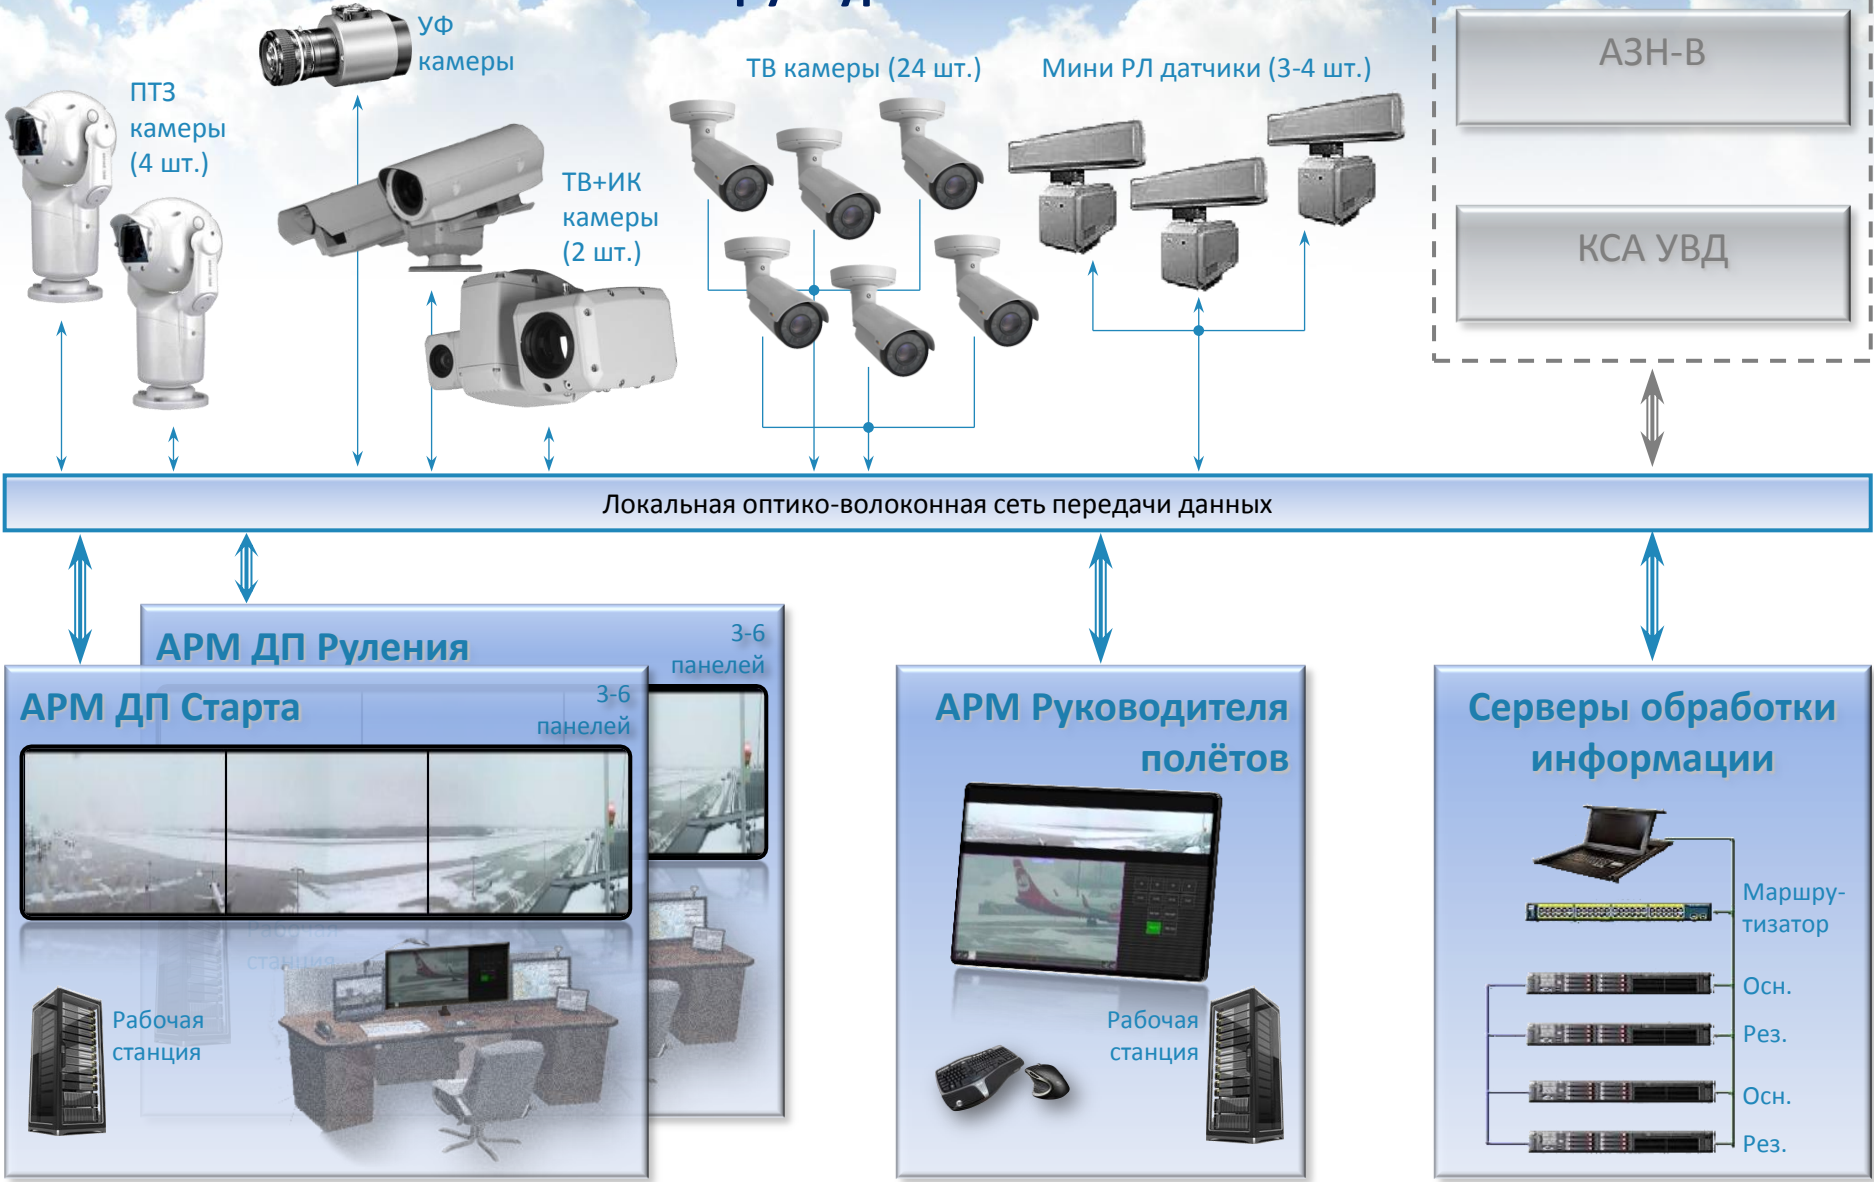 УФ
камеры
ПТЗ
камеры
(4 шт.)
ТВ+ИК
камеры
(2 шт.)
ТВ камеры (24 шт.)
Мини РЛ датчики (3-4 шт.)
АЗН-В
КСА УВД
Локальная оптико-волоконная сеть передачи данных
АРМ ДП Руления
3-6
панелей
АРМ ДП Старта
3-6
панелей
Рабочая
станция
Рабочая
станция
АРМ Руководителя
полётов
Рабочая
станция
Серверы обработки
информации
Маршру-
тизатор
Осн.
Рез.
Осн.
Рез.